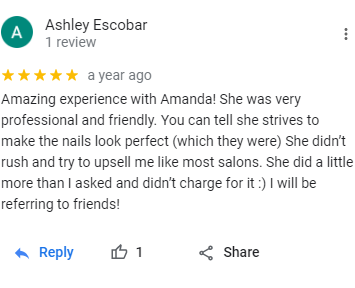 A
Ashley Escobar
1 review
a year ago
Amazing experience with Amanda! She was very
professional and friendly. You can tell she strives to
make the nails look perfect (which they were) She didn't
rush and try to upsell me like most salons. She did a little
more than I asked and didn't charge for it :) I will be
referring to friends!
Reply 1 Share